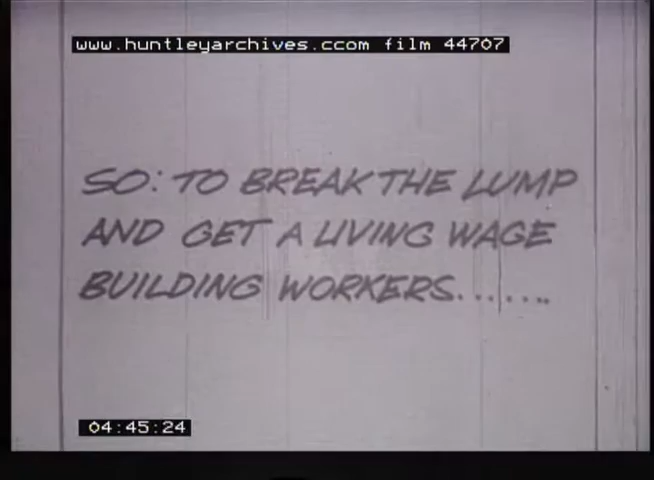 www.huntleyarchives.ccom film 44707
SO: TO BREAK THE LUMP
AND GET A LIVING WAGE
BUILDING WORKERS.......
04:45:24